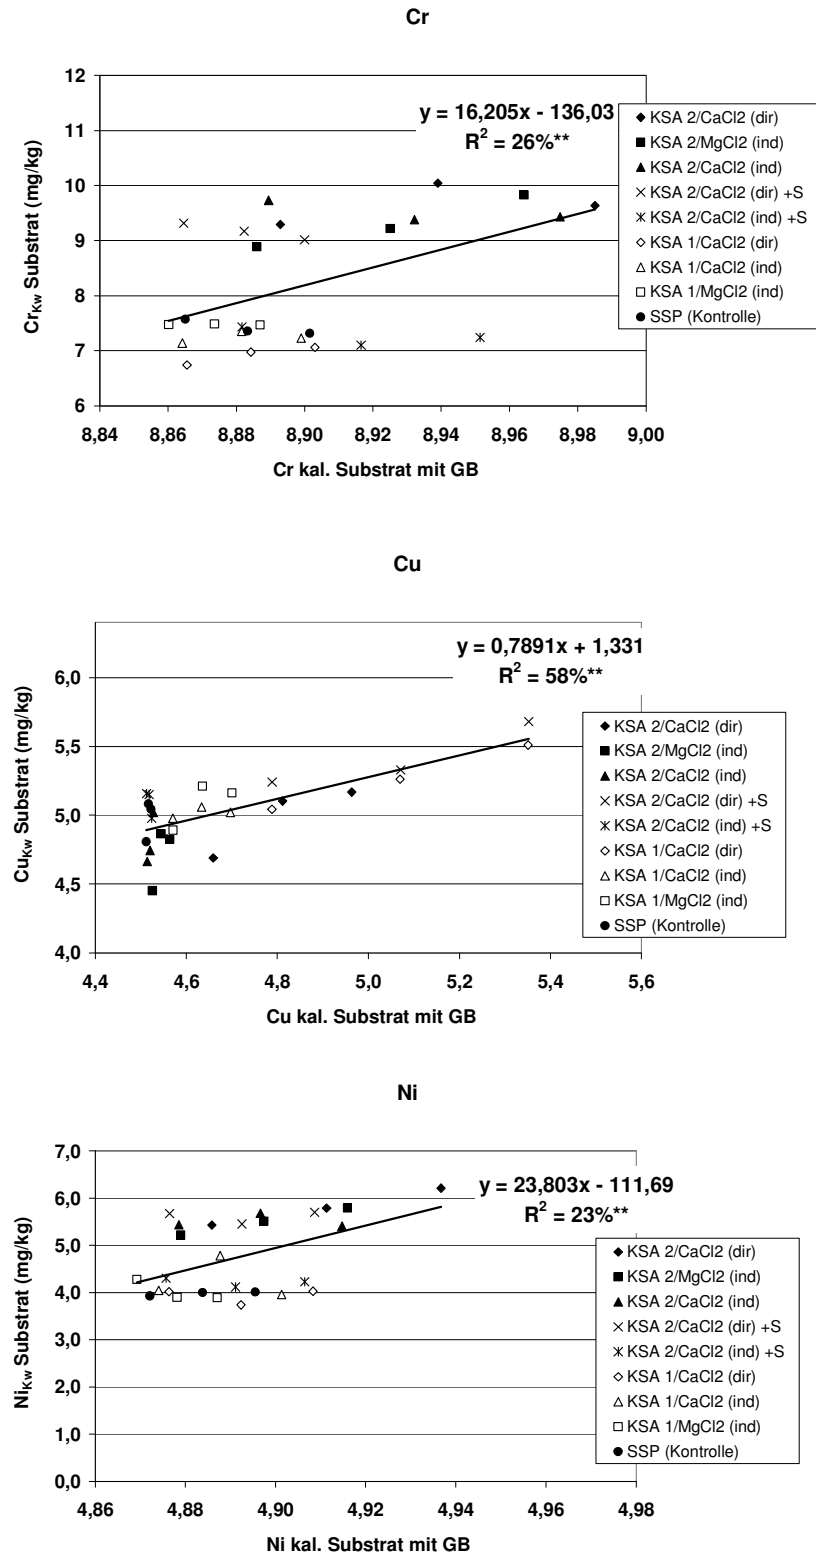 Cr
12
11
10
9
8
7
6
8,84 8,86 8,88 8,90 8,92 8,94 8,96 8,98 9,00
Cr kal. Substrat mit GB
CrKw Substrat (mg/kg)
y = 16,205x - 136,03
R2 = 26%**
KSA 2/CaCl2 (dir)
KSA 2/MgCl2 (ind)
KSA 2/CaCl2 (ind)
KSA 2/CaCl2 (dir) +S
KSA 2/CaCl2 (ind) +S
KSA 1/CaCl2 (dir)
KSA 1/CaCl2 (ind)
KSA 1/MgCl2 (ind)
SSP (Kontrolle)
Cu
6,0
5,5
5,0
4,5
4,0
4,4 4,6 4,8 5,0 5,2 5,4 5,6
Cu kal. Substrat mit GB
CuKw Substrat (mg/kg)
y = 0,7891x + 1,331
R2 = 58%**
KSA 2/CaCl2 (dir)
KSA 2/MgCl2 (ind)
KSA 2/CaCl2 (ind)
KSA 2/CaCl2 (dir) +S
KSA 2/CaCl2 (ind) +S
KSA 1/CaCl2 (dir)
KSA 1/CaCl2 (ind)
KSA 1/MgCl2 (ind)
SSP (Kontrolle)
Ni
7,0
6,0
5,0
4,0
3,0
2,0
1,0
0,0
4,86 4,88 4,90 4,92 4,94 4,96 4,98
Ni kal. Substrat mit GB
NiKw Substrat (mg/kg)
y = 23,803x - 111,69
R2 = 23%**
KSA 2/CaCl2 (dir)
KSA 2/MgCl2 (ind)
KSA 2/CaCl2 (ind)
KSA 2/CaCl2 (dir) +S
KSA 2/CaCl2 (ind) +S
KSA 1/CaCl2 (dir)
KSA 1/CaCl2 (ind)
KSA 1/MgCl2 (ind)
SSP (Kontrolle)